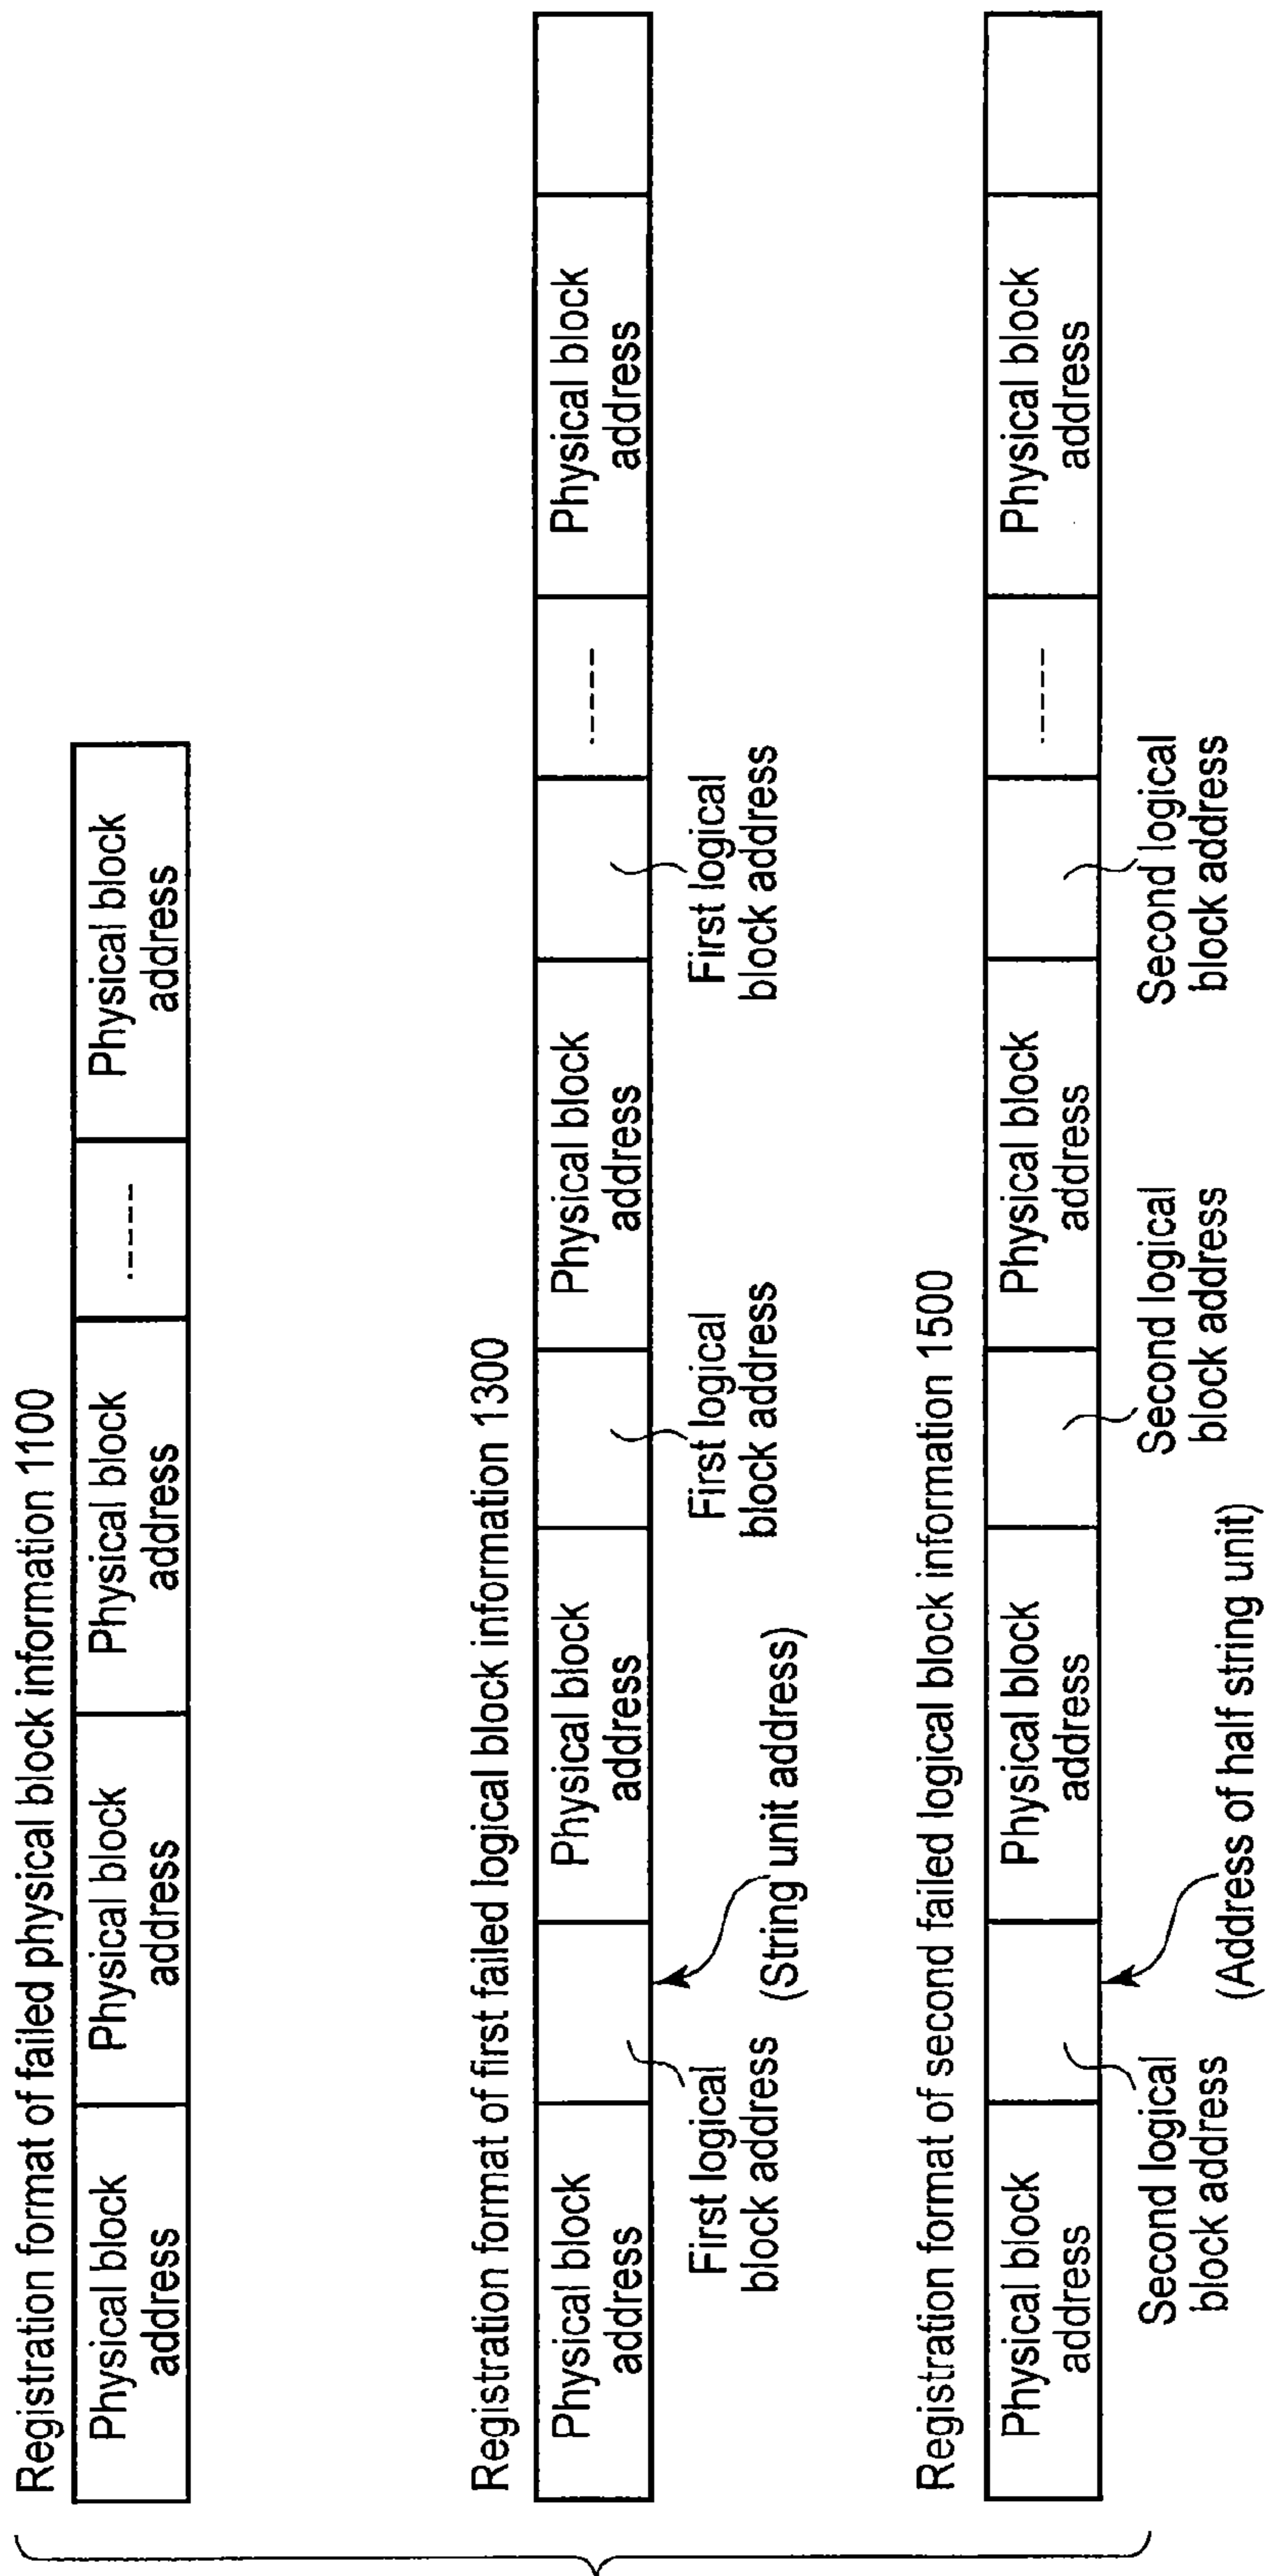 Registration format of failed physical block information 1100
Physical block
address
Physical block
address
Physical block
address
-----
Physical block
address
Registration format of first failed logical block information 1300
Physical block
address
Physical block
address
Physical block
address
-----
Physical block
address
First logical
block address
(String unit address)
First logical
block address
First logical
block address
Registration format of second failed logical block information 1500
Physical block
address
Physical block
address
Physical block
address
-----
Physical block
address
Second logical
block address
(Address of half string unit)
Second logical
block address
Second logical
block address